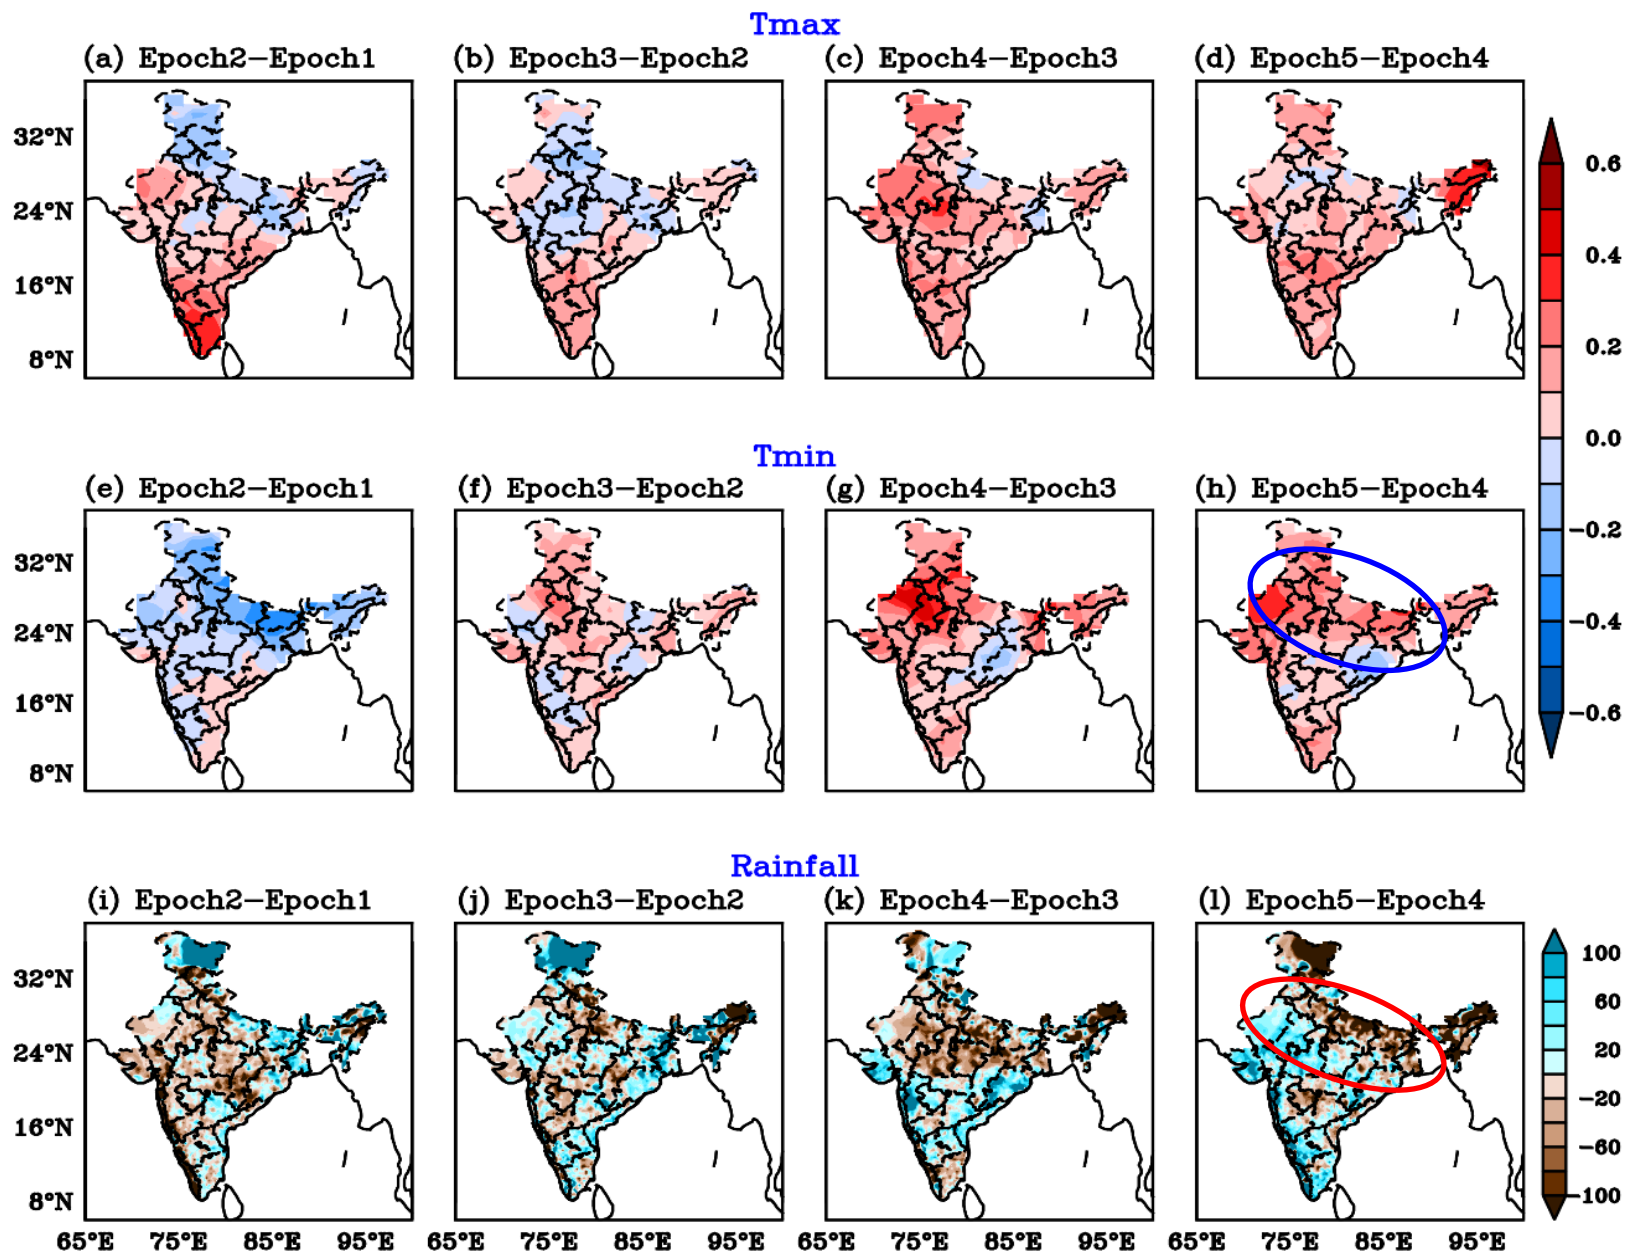 Tmax
(a) Epoch2−Epoch1
(b) Epoch3−Epoch2
(c) Epoch4−Epoch3
(d) Epoch5−Epoch4
32°N
24°N
16°N
8°N
0.6
0.4
0.2
0.0
−0.2
−0.4
−0.6
Tmin
(e) Epoch2−Epoch1
(f) Epoch3−Epoch2
(g) Epoch4−Epoch3
(h) Epoch5−Epoch4
32°N
24°N
16°N
8°N
Rainfall
(i) Epoch2−Epoch1
(j) Epoch3−Epoch2
(k) Epoch4−Epoch3
(l) Epoch5−Epoch4
32°N
24°N
16°N
8°N
100
60
20
−20
−60
−100
65°E 75°E 85°E 95°E
65°E 75°E 85°E 95°E
65°E 75°E 85°E 95°E
65°E 75°E 85°E 95°E